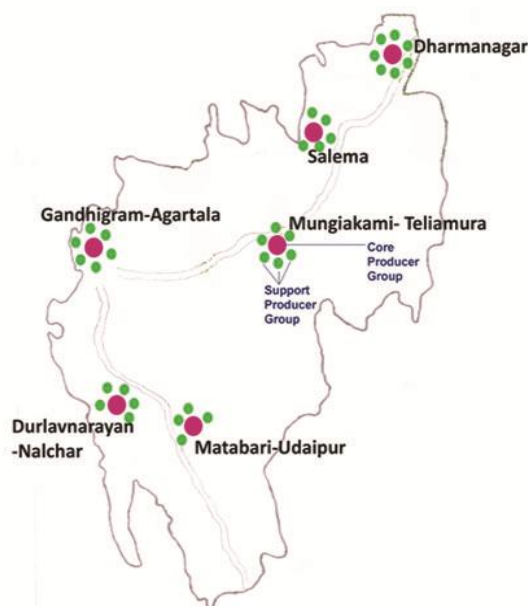 Dharmanagar
Salema
Gandhigram-Agartala
Mungiakami- Teliamura
Core
Producer
Group
Support
Producer
Group
Durlavnarayan
-Nalchar
Matabari-Udaipur